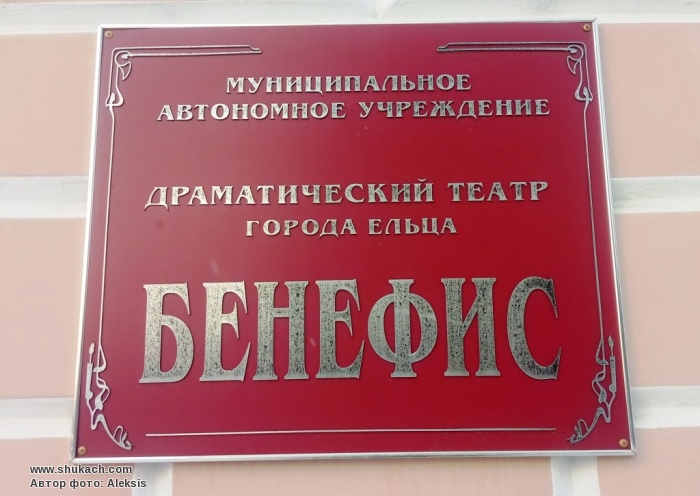 МУНИЦИПАЛЬНОЕ
АВТОНОМНОЕ УЧРЕЖДЕНИЕ
ДРАМАТИЧЕСКИЙ ТЕАТР
ГОРОДА ЕЛЬЦА
БЕНЕФИС
www.shukach.com
Автор фото: Aleksis